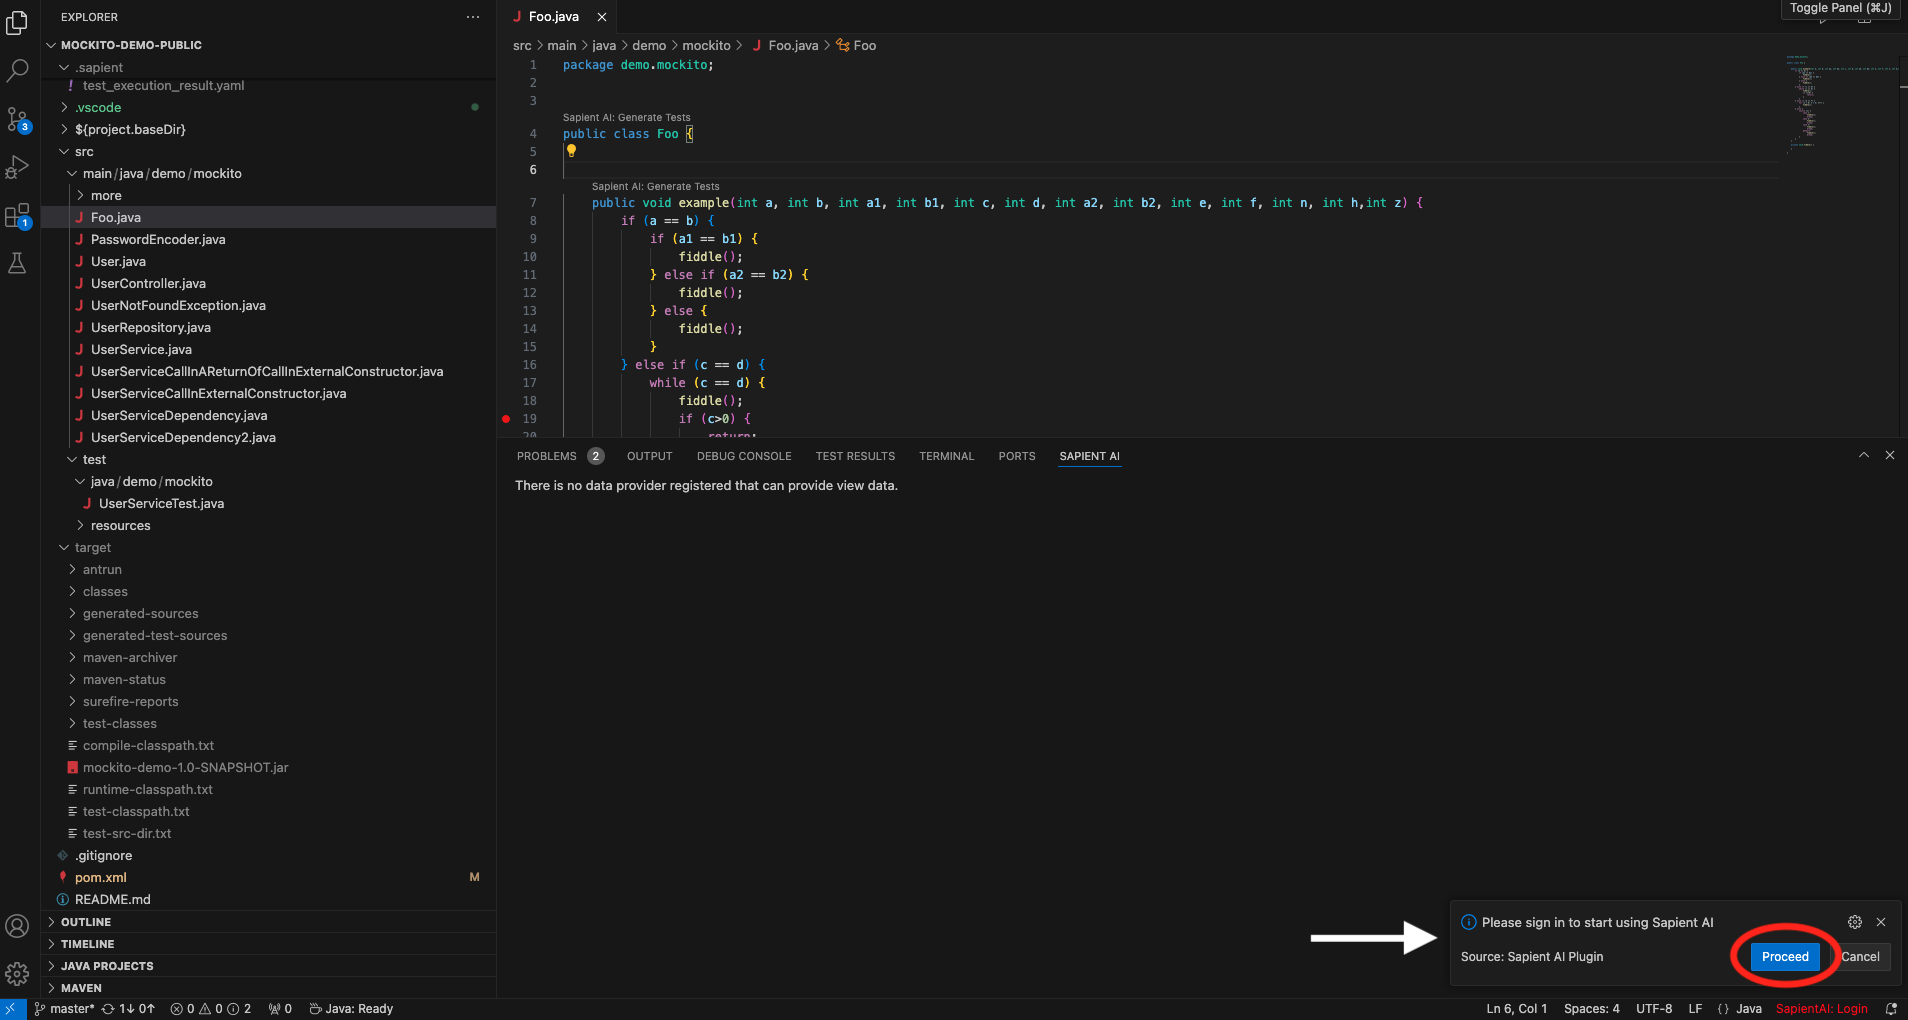 EXPLORER
MOCKITO-DEMO-PUBLIC
.sapient
! test_execution_result.yaml
.vscode
${project.baseDir}
src
main/java/demo/mockito
more
J Foo.java
J PasswordEncoder.java
J User.java
J UserController.java
J UserNotFoundException.java
J UserRepository.java
J UserService.java
J UserServiceCallInAReturnOfCallInExternalConstructor.java
J UserServiceCallInExternalConstructor.java
J UserServiceDependency.java
J UserServiceDependency2.java
test
java/demo/mockito
J UserServiceTest.java
resources
target
antrun
classes
generated-sources
generated-test-sources
maven-archiver
maven-status
surefire-reports
test-classes
compile-classpath.txt
mockito-demo-1.0-SNAPSHOT.jar
runtime-classpath.txt
test-classpath.txt
test-src-dir.txt
.gitignore
pom.xml M
README.md
OUTLINE
TIMELINE
JAVA PROJECTS
MAVEN
3
1
J Foo.java
Toggle Panel (⌘J)
src > main > java > demo > mockito > J Foo.java > Foo
1 package demo.mockito;
2
3
Sapient AI: Generate Tests
4 public class Foo {
5
6
Sapient AI: Generate Tests
7 public void example(int a, int b, int a1, int b1, int c, int d, int a2, int b2, int e, int f, int n, int h,int z) {
8 if (a == b) {
9 if (a1 == b1) {
10 fiddle();
11 } else if (a2 == b2) {
12 fiddle();
13 } else {
14 fiddle();
15 }
16 } else if (c == d) {
17 while (c == d) {
18 fiddle();
19 if (c>0) {
20 return;
PROBLEMS 2 OUTPUT DEBUG CONSOLE TEST RESULTS TERMINAL PORTS SAPIENT AI
There is no data provider registered that can provide view data.
Please sign in to start using Sapient AI
Source: Sapient AI Plugin
Proceed Cancel
master* 1↓ 0↑ 0 0 2 0 Java: Ready
Ln 6, Col 1 Spaces: 4 UTF-8 LF {} Java SapientAI: Login